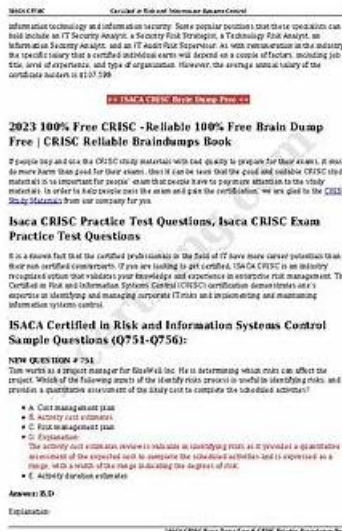 ISACA CRISC Certified in Risk and Information Systems Control
information technology and information security. Some popular positions that these specialists can
hold include an IT Security Analyst, a Security Risk Strategist, a Technology Risk Analyst, an
Information Security Analyst, and an IT Audit Risk Supervisor. As with remuneration in the industry,
the specific salary that a certified individual earns will depend on a couple of factors, including job
title, level of experience, and type of organization. However, the average annual salary of the
certificate holders is $107,399.
>> ISACA CRISC Brain Dump Free <<
2023 100% Free CRISC -Reliable 100% Free Brain Dump
Free | CRISC Reliable Braindumps Book
If people buy and use the CRISC study materials with bad quality to prepare for their exams, it must
do more harm than good for their exams, thus it can be seen that the good and suitable CRISC study
materials is so important for people' exam that people have to pay more attention to the study
materials. In order to help people pass the exam and gain the certification, we are glad to the CRISC
Study Materials from our company for you.
Isaca CRISC Practice Test Questions, Isaca CRISC Exam
Practice Test Questions
It is a known fact that the certified professionals in the field of IT have more career potentials than
their non certified counterparts. If you are looking to get certified, ISACA CRISC is an industry
recognized option that validates your knowledge and experience in enterprise risk management. The
Certified in Risk and Information Systems Control (CRISC) certification demonstrates one's
expertise in identifying and managing corporate IT risks and implementing and maintaining
information systems control.
ISACA Certified in Risk and Information Systems Control
Sample Questions (Q751-Q756):
NEW QUESTION # 751
Tom works as a project manager for BlueWell Inc. He is determining which risks can affect the
project. Which of the following inputs of the identify risks process is useful in identifying risks, and
provides a quantitative assessment of the likely cost to complete the scheduled activities?
A. Cost management plan
B. Activity cost estimates
C. Risk management plan
D. Explanation:
The activity cost estimates review is valuable in identifying risks as it provides a quantitative
assessment of the expected cost to complete the scheduled activities and is expressed as a
range, with a width of the range indicating the degrees of risk.
E. Activity duration estimates
Answer: B,D
Explanation: